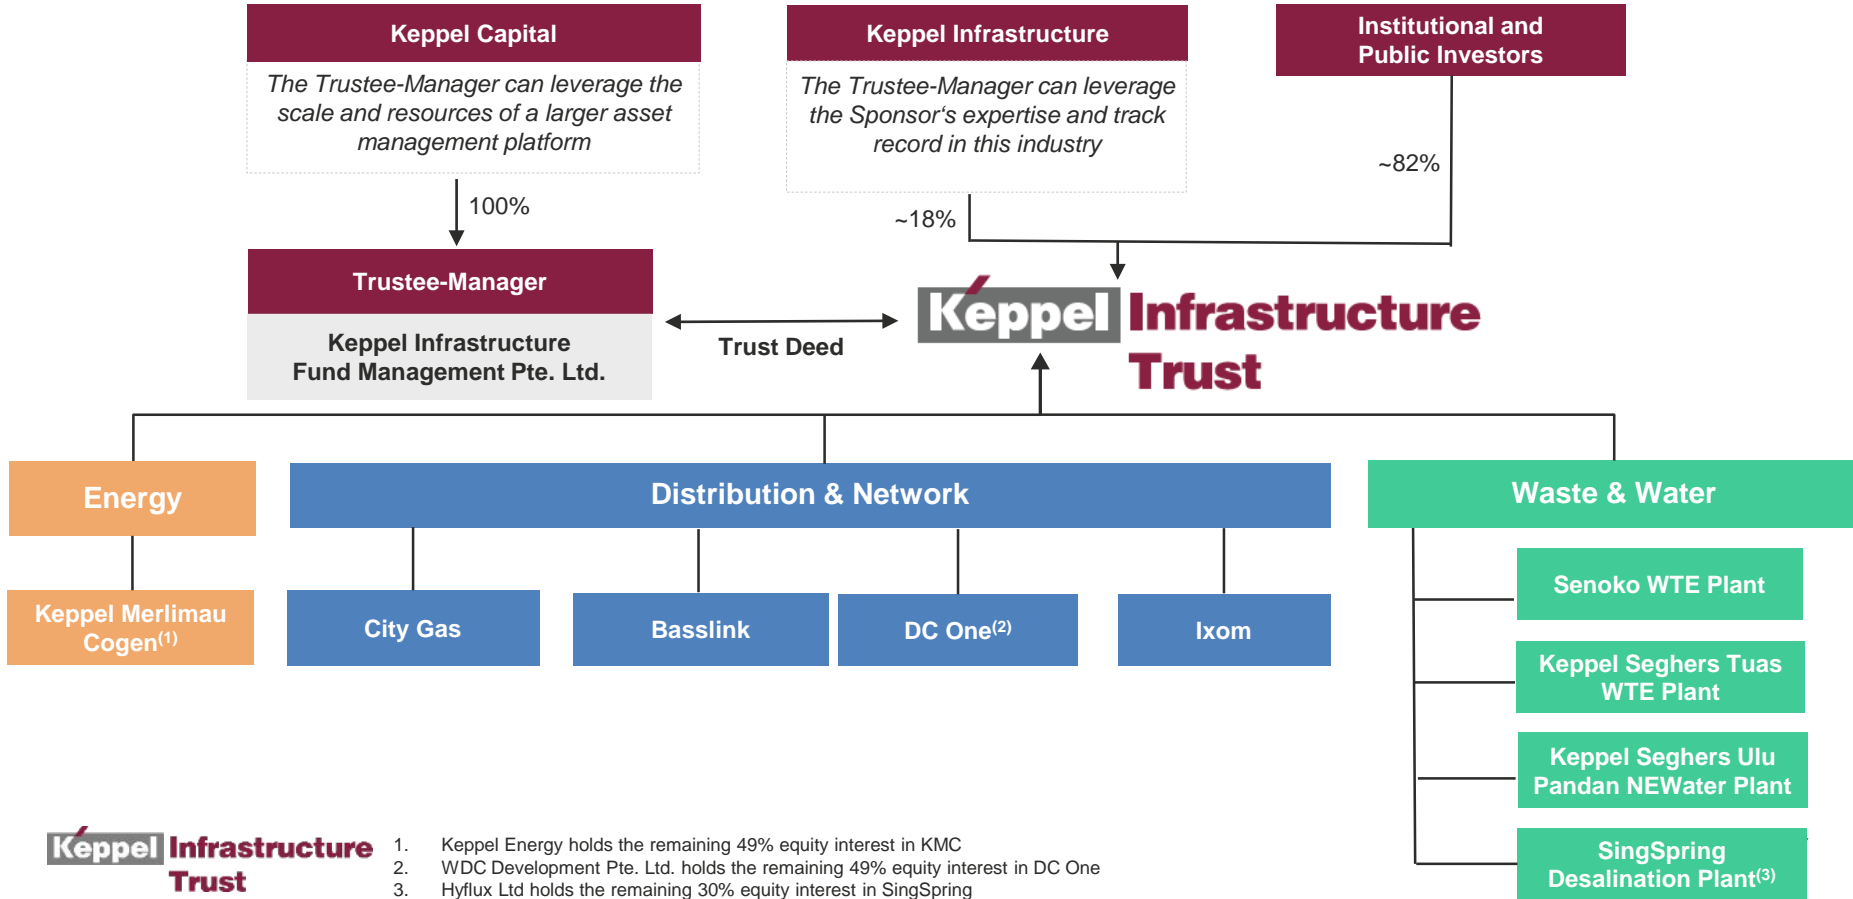 Keppel Capital
The Trustee-Manager can leverage the
scale and resources of a larger asset
management platform
Keppel Infrastructure
The Trustee-Manager can leverage
the Sponsor‘s expertise and track
record in this industry
Institutional and
Public Investors
100%
~18%
~82%
Trustee-Manager
Keppel Infrastructure
Fund Management Pte. Ltd.
Trust Deed
Keppel Infrastructure
Trust
Energy
Keppel Merlimau
Cogen(1)
Distribution & Network
City Gas
Basslink
DC One(2)
Ixom
Waste & Water
Senoko WTE Plant
Keppel Seghers Tuas
WTE Plant
Keppel Seghers Ulu
Pandan NEWater Plant
SingSpring
Desalination Plant(3)
Keppel Infrastructure
Trust
1. Keppel Energy holds the remaining 49% equity interest in KMC
2. WDC Development Pte. Ltd. holds the remaining 49% equity interest in DC One
3. Hyflux Ltd holds the remaining 30% equity interest in SingSpring